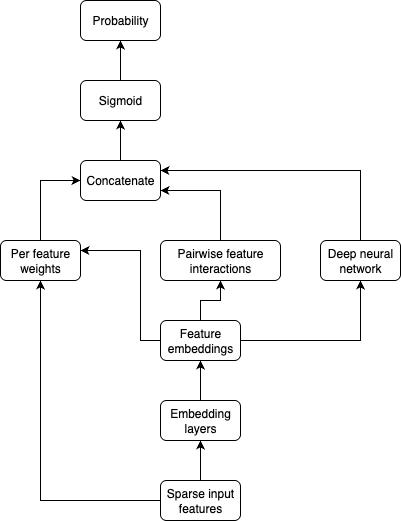 Probability
Sigmoid
Concatenate
Per feature
weights
Pairwise feature
interactions
Deep neural
network
Feature
embeddings
Embedding
layers
Sparse input
features